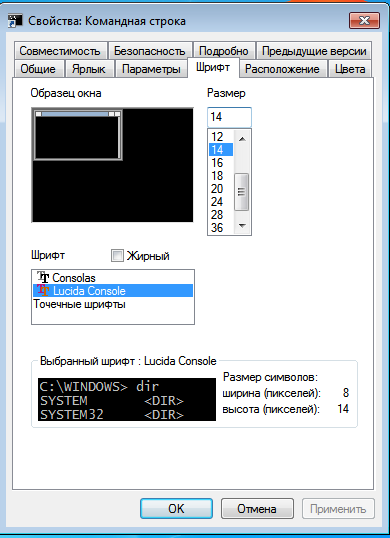 Свойства: Командная строка
Совместимость Безопасность Подробно Предыдущие версии
Общие Ярлык Параметры Шрифт Расположение Цвета
Образец окна Размер
14
12
14
16
18
20
24
28
36
Шрифт Жирный
Consolas
Lucida Console
Точечные шрифты
Выбранный шрифт : Lucida Console
C:\WINDOWS> dir
SYSTEM <DIR>
SYSTEM32 <DIR>
Размер символов:
ширина (пикселей): 8
высота (пикселей): 14
OK Отмена Применить